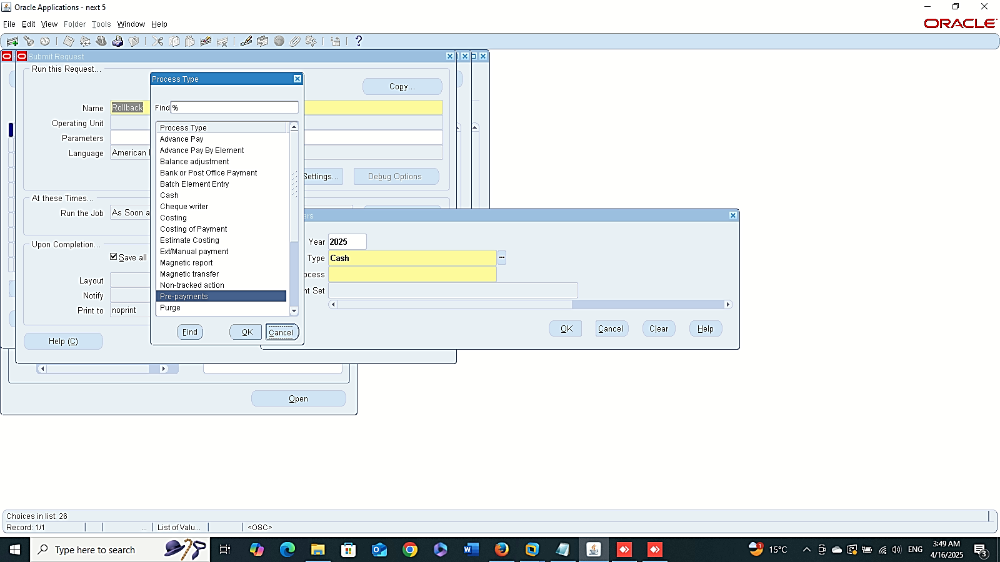 Oracle Applications - next 5
File Edit View Folder Tools Window Help
ORACLE
Submit Request
Run this Request...
Copy...
Name Rollback
Operating Unit
Parameters
Language American
Settings...
Debug Options
At these Times...
Run the Job As Soon a
Upon Completion...
Save all
Layout
Notify
Print to noprint
Help (C)
Open
Process Type
Find %
Process Type
Advance Pay
Advance Pay By Element
Balance adjustment
Bank or Post Office Payment
Batch Element Entry
Cash
Cheque writer
Costing
Costing of Payment
Estimate Costing
Ext/Manual payment
Magnetic report
Magnetic transfer
Non-tracked action
Pre-payments
Purge
Find OK Cancel
ers
Year 2025
Type Cash
ocess
nt Set
OK Cancel Clear Help
Choices in list: 26
Record: 1/1 ... List of Valu... <OSC>
Type here to search
1
15°C
ENG
3:49 AM
4/16/2025
3